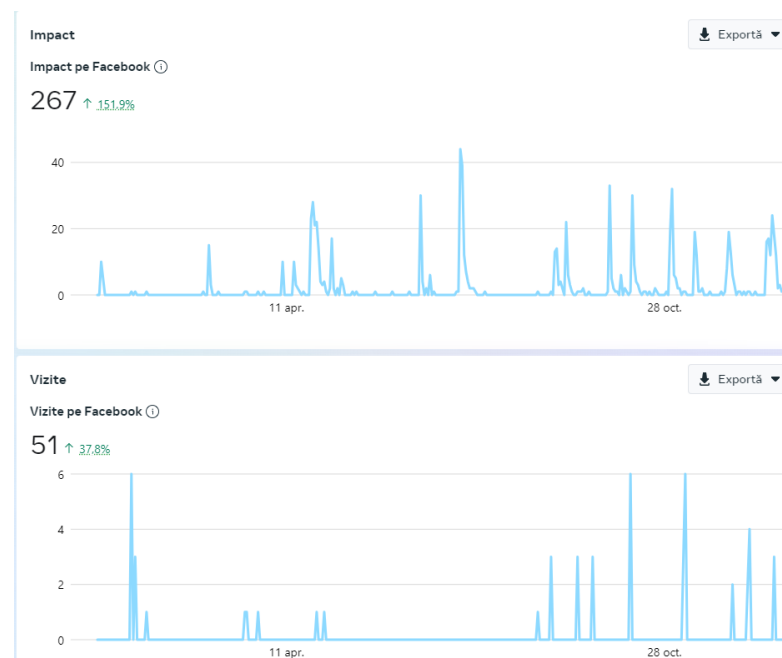 Impact
Exportă
Impact pe Facebook
267 ↑ 151,9%
40
20
0
11 apr.
28 oct.
Vizite
Exportă
Vizite pe Facebook
51 ↑ 37,8%
6
4
2
0
11 apr.
28 oct.